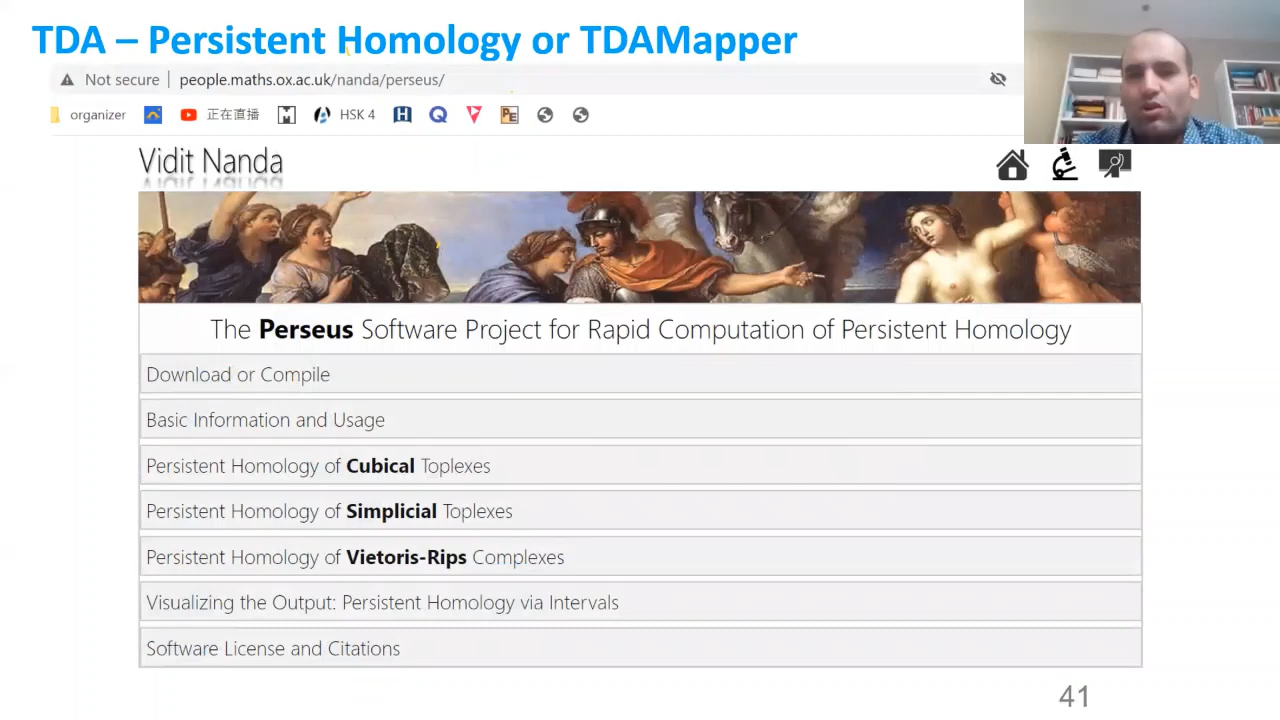 TDA – Persistent Homology or TDAMapper
Not secure | people.maths.ox.ac.uk/nanda/perseus/
organizer 正在直播 M HSK 4 H Q PE
Vidit Nanda
The Perseus Software Project for Rapid Computation of Persistent Homology
Download or Compile
Basic Information and Usage
Persistent Homology of Cubical Toplexes
Persistent Homology of Simplicial Toplexes
Persistent Homology of Vietoris-Rips Complexes
Visualizing the Output: Persistent Homology via Intervals
Software License and Citations
41